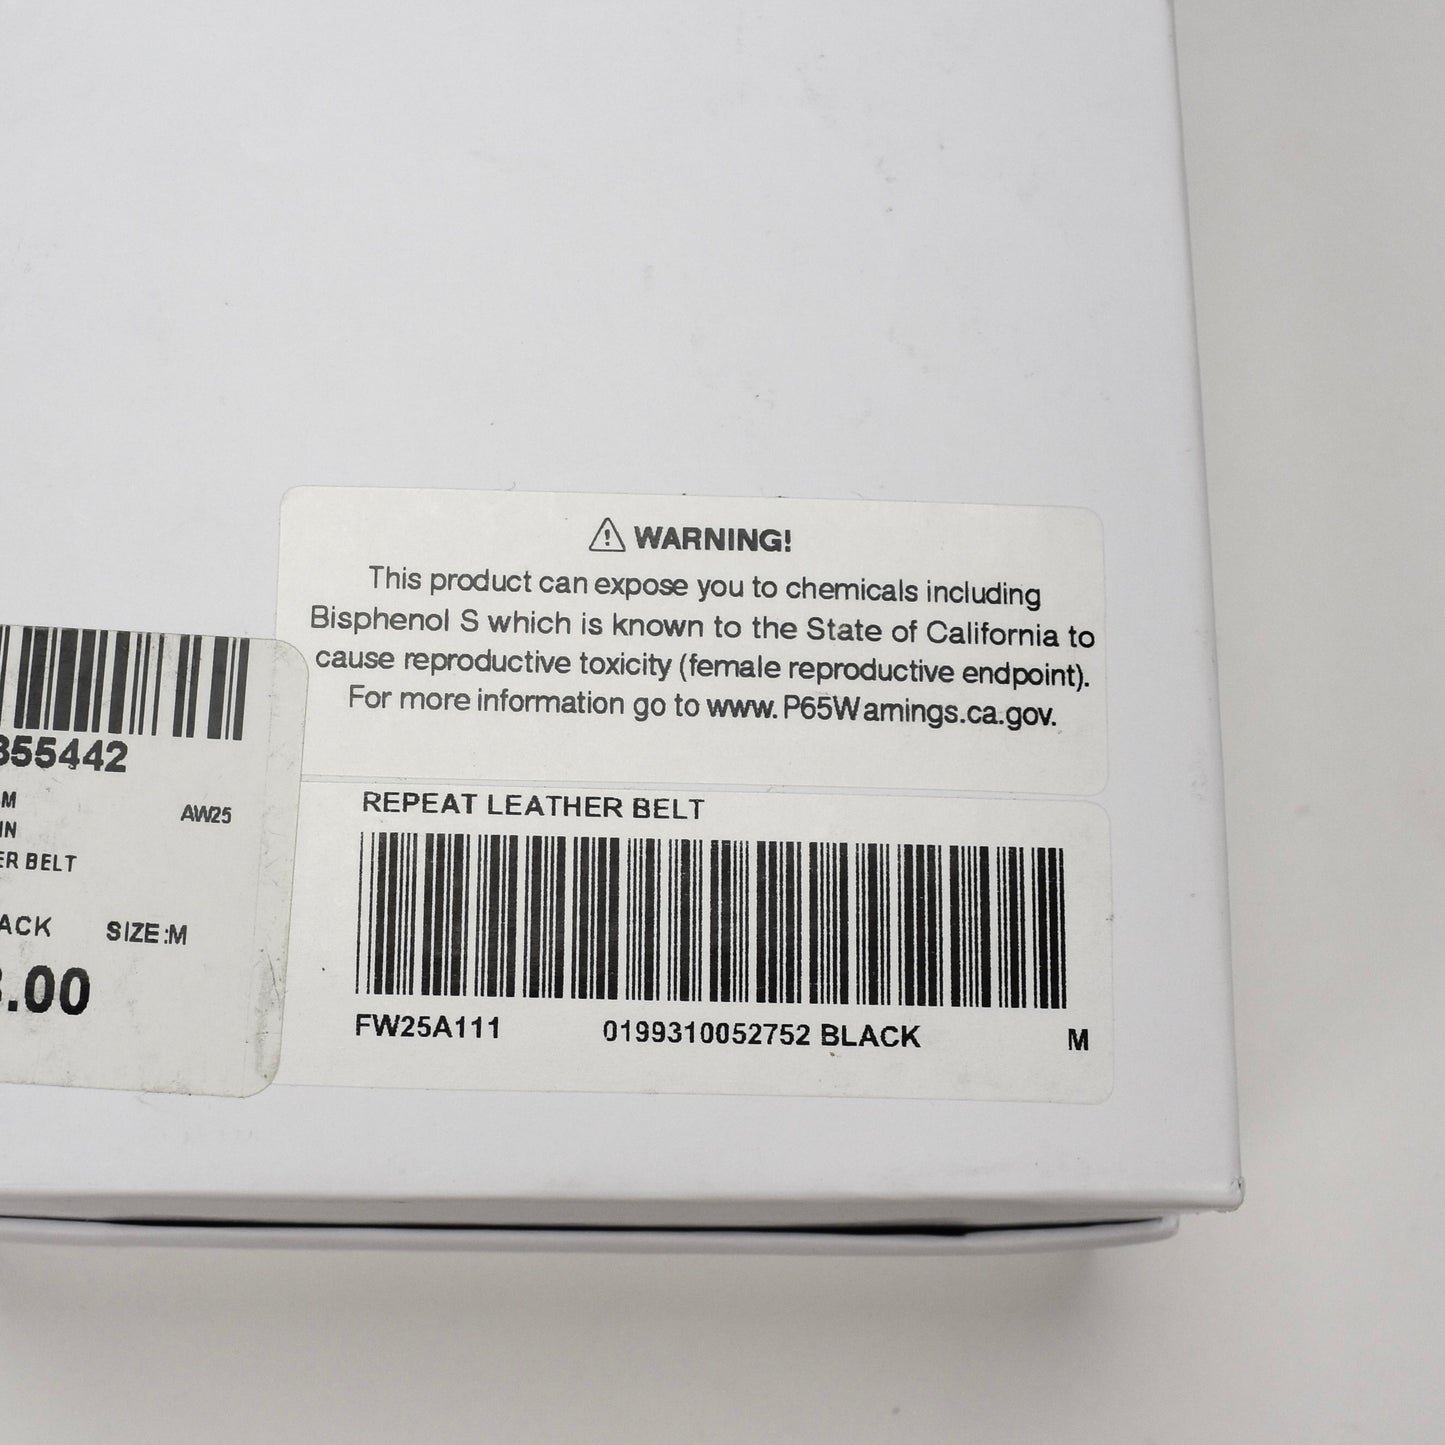 WARNING!
This product can expose you to chemicals including
Bisphenol S which is known to the State of California to
cause reproductive toxicity (female reproductive endpoint).
For more information go to www.P65Warnings.ca.gov.
REPEAT LEATHER BELT
FW25A111 0199310052752 BLACK M
355442
M AW25
IN
ER BELT
ACK SIZE:M
.00